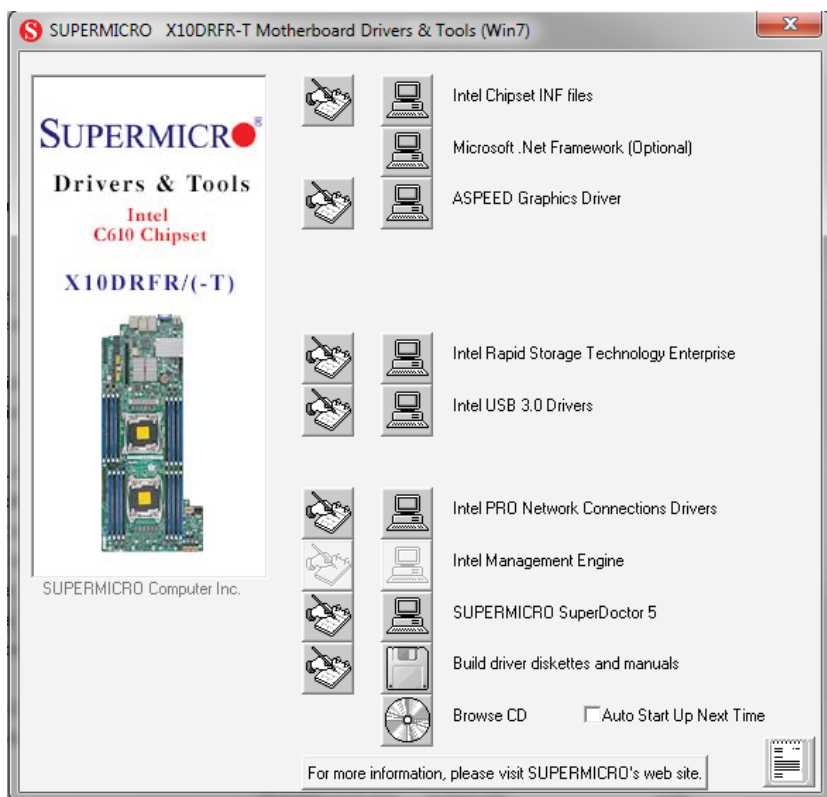 SUPERMICRO X10DRFR-T Motherboard Drivers & Tools (Win7)
SUPERMICRO®
Drivers & Tools
Intel
C610 Chipset
X10DRFR/(-T)
SUPERMICRO Computer Inc.
Intel Chipset INF files
Microsoft .Net Framework (Optional)
ASPEED Graphics Driver
Intel Rapid Storage Technology Enterprise
Intel USB 3.0 Drivers
Intel PRO Network Connections Drivers
Intel Management Engine
SUPERMICRO SuperDoctor 5
Build driver diskettes and manuals
Browse CD Auto Start Up Next Time
For more information, please visit SUPERMICRO's web site.